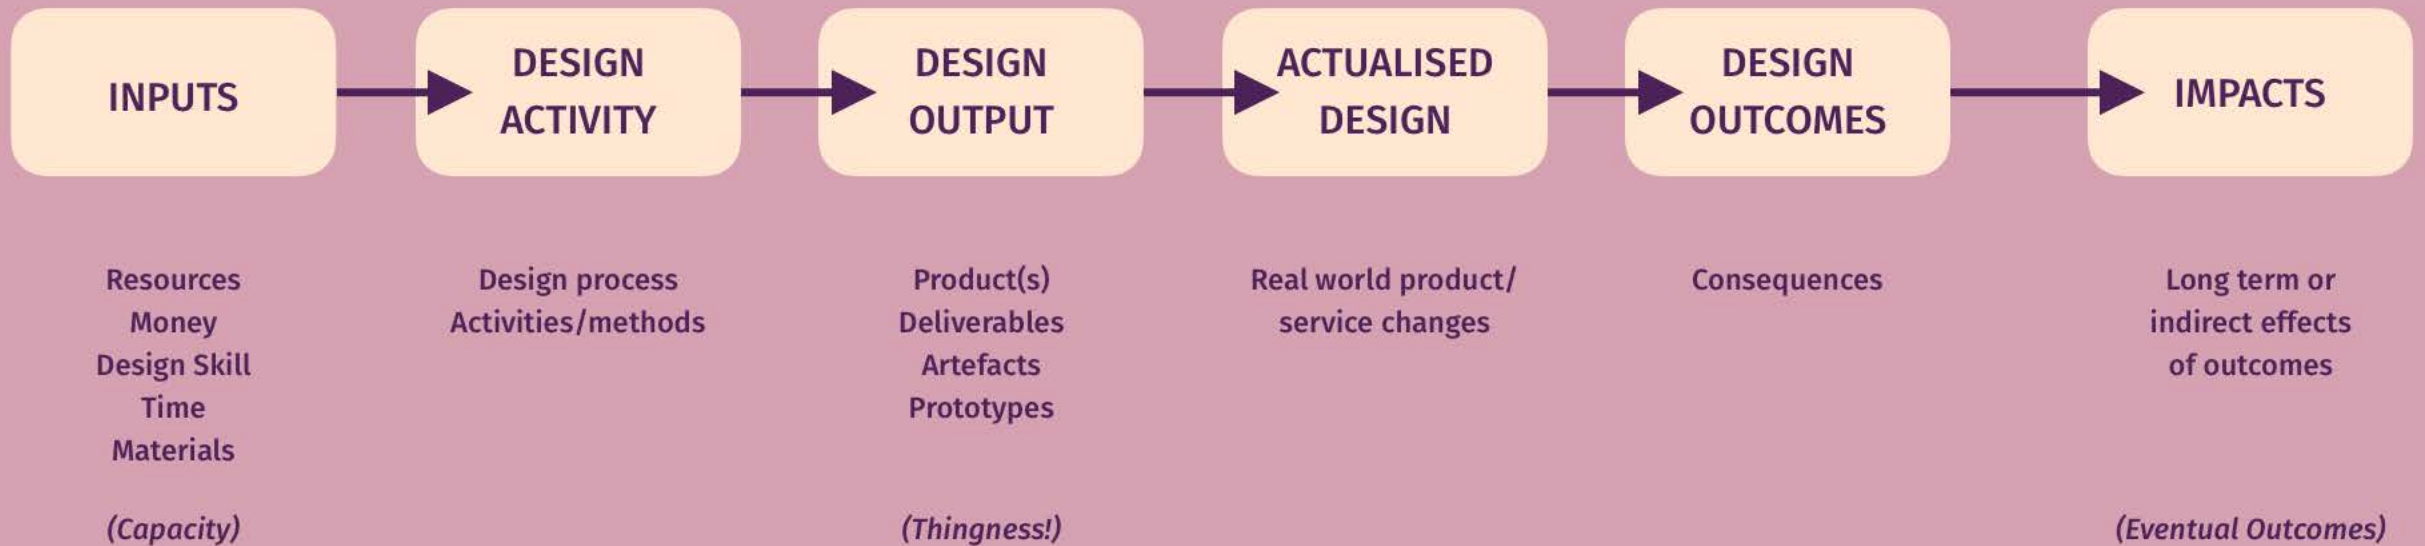 INPUTS
DESIGN
ACTIVITY
DESIGN
OUTPUT
ACTUALISED
DESIGN
DESIGN
OUTCOMES
IMPACTS
Resources
Money
Design Skill
Time
Materials
(Capacity)
Design process
Activities/methods
Product(s)
Deliverables
Artefacts
Prototypes
(Thingness!)
Real world product/
service changes
Consequences
Long term or
indirect effects
of outcomes
(Eventual Outcomes)